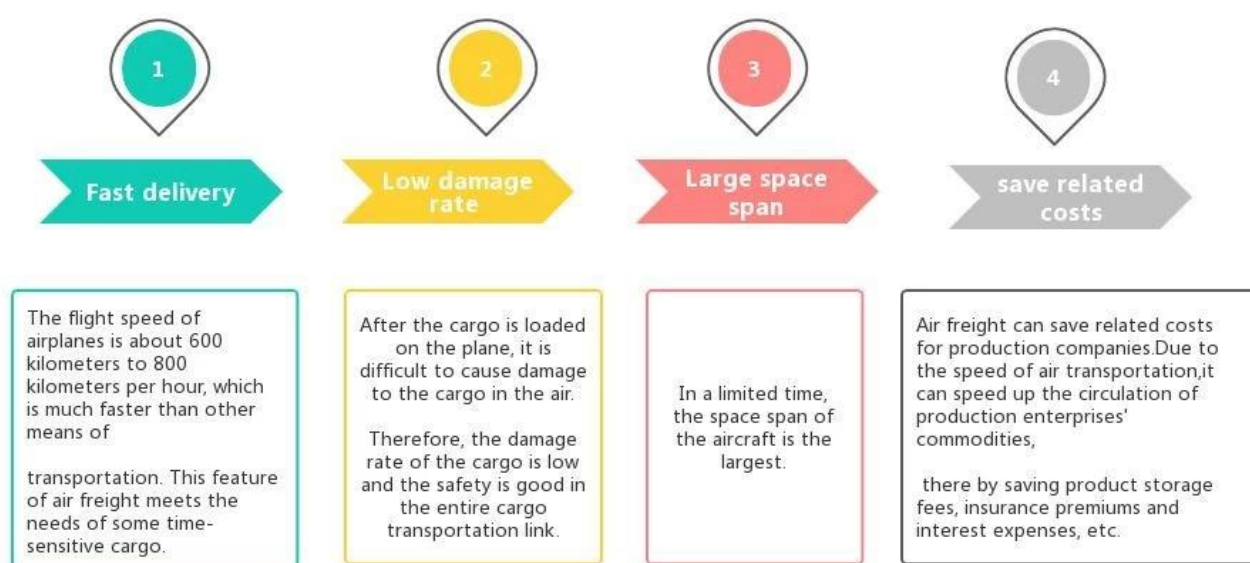 1
Fast delivery
The flight speed of
airplanes is about 600
kilometers to 800
kilometers per hour, which
is much faster than other
means of
transportation. This feature
of air freight meets the
needs of some time-
sensitive cargo.
2
Low damage
rate
After the cargo is loaded
on the plane, it is
difficult to cause damage
to the cargo in the air.
Therefore, the damage
rate of the cargo is low
and the safety is good in
the entire cargo
transportation link.
3
Large space
span
In a limited time,
the space span of
the aircraft is the
largest.
4
save related
costs
Air freight can save related costs
for production companies.Due to
the speed of air transportation,it
can speed up the circulation of
production enterprises'
commodities,
there by saving product storage
fees, insurance premiums and
interest expenses, etc.